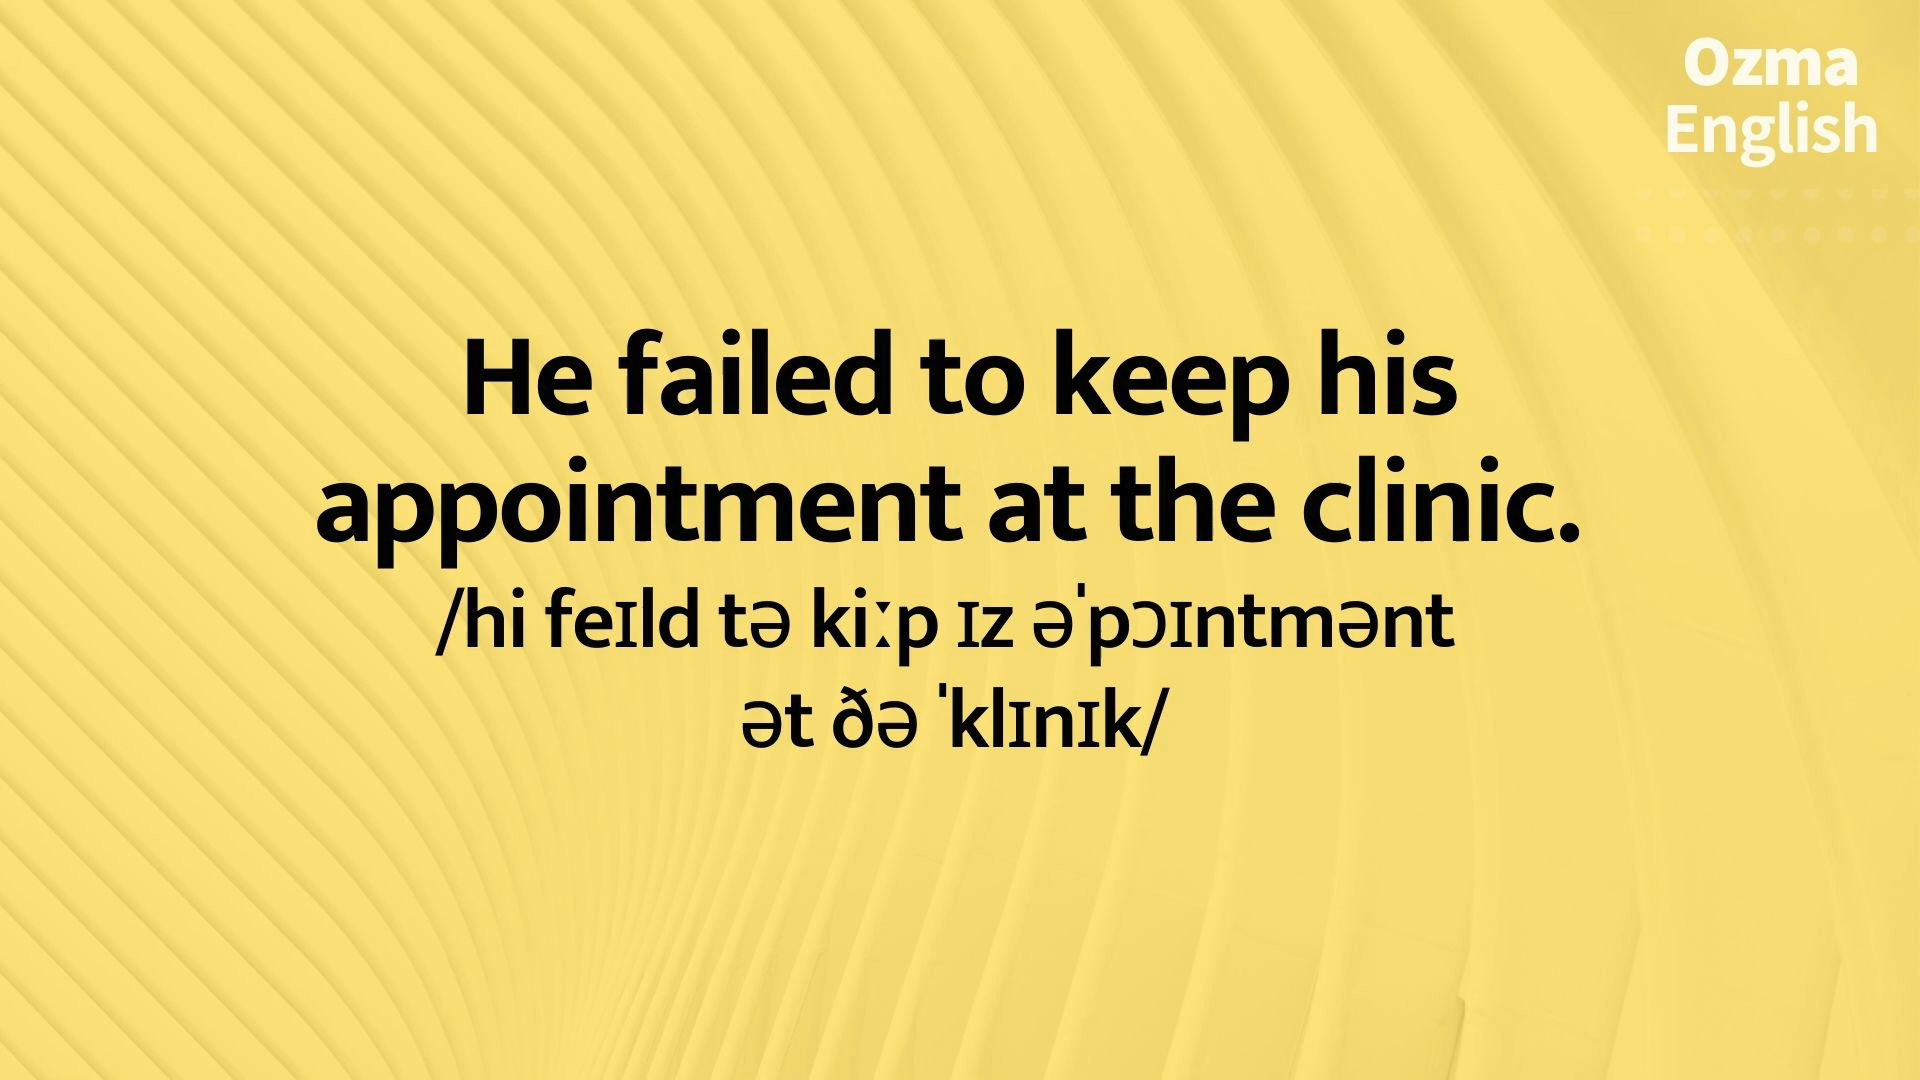 Ozma
English
He failed to keep his
appointment at the clinic.
/hi feɪld tə kiːp ɪz əˈpɔɪntmənt
ət ðə ˈklɪnɪk/